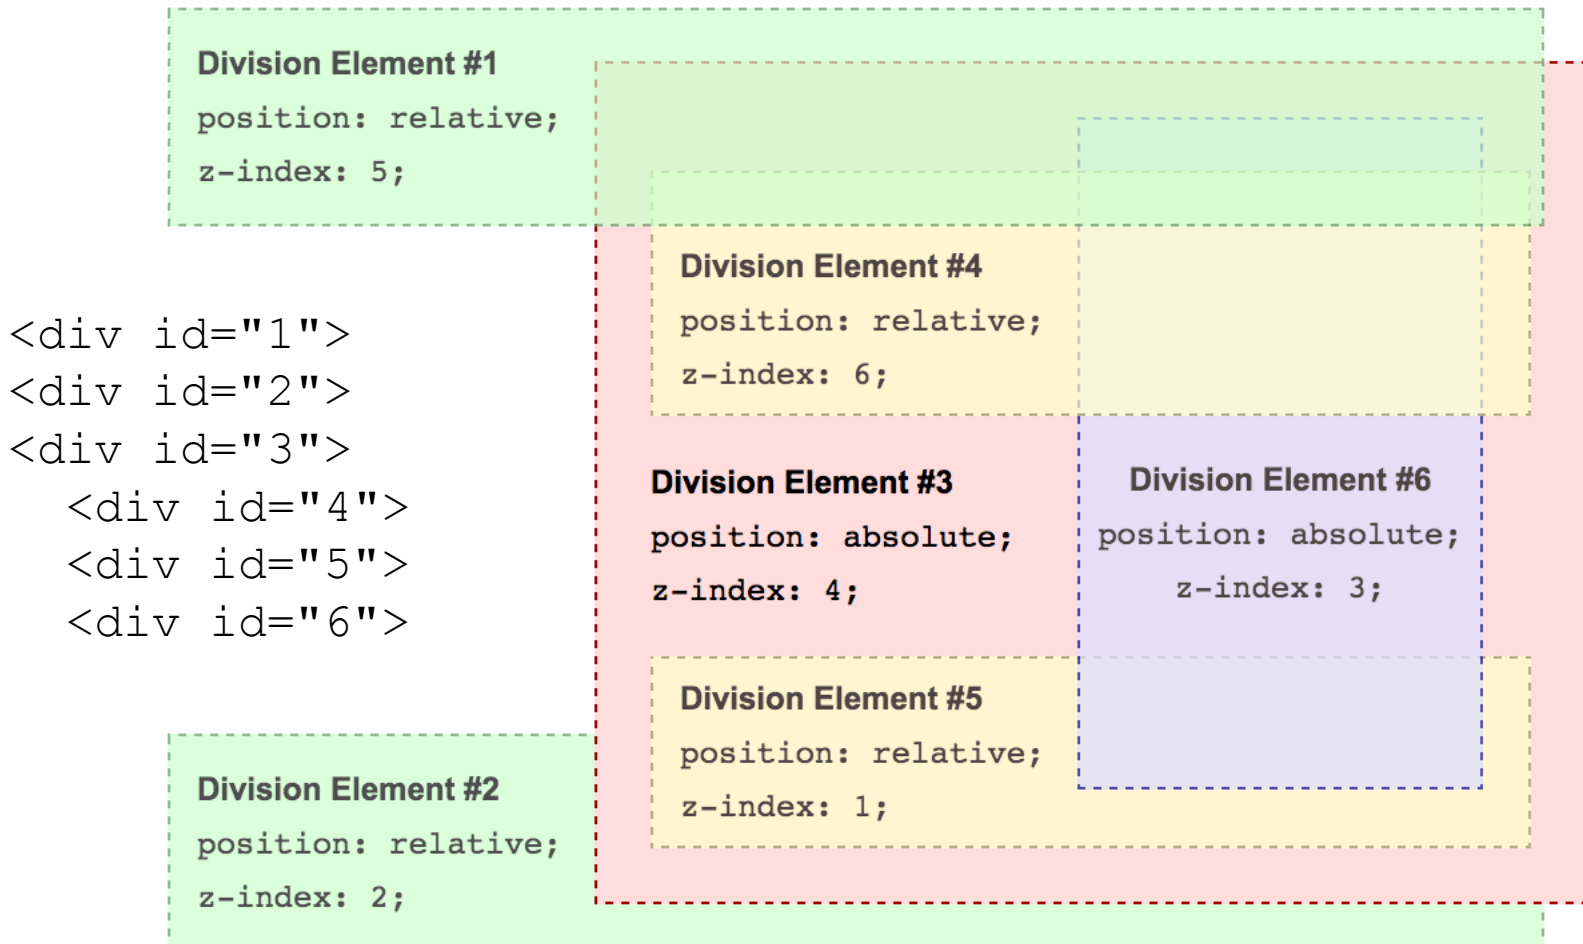 Division Element #1
position: relative;
z-index: 5;
Division Element #4
position: relative;
z-index: 6;
<div id="1">
<div id="2">
<div id="3">
<div id="4">
<div id="5">
<div id="6">
Division Element #3
position: absolute;
z-index: 4;
Division Element #6
position: absolute;
z-index: 3;
Division Element #5
position: relative;
z-index: 1;
Division Element #2
position: relative;
z-index: 2;